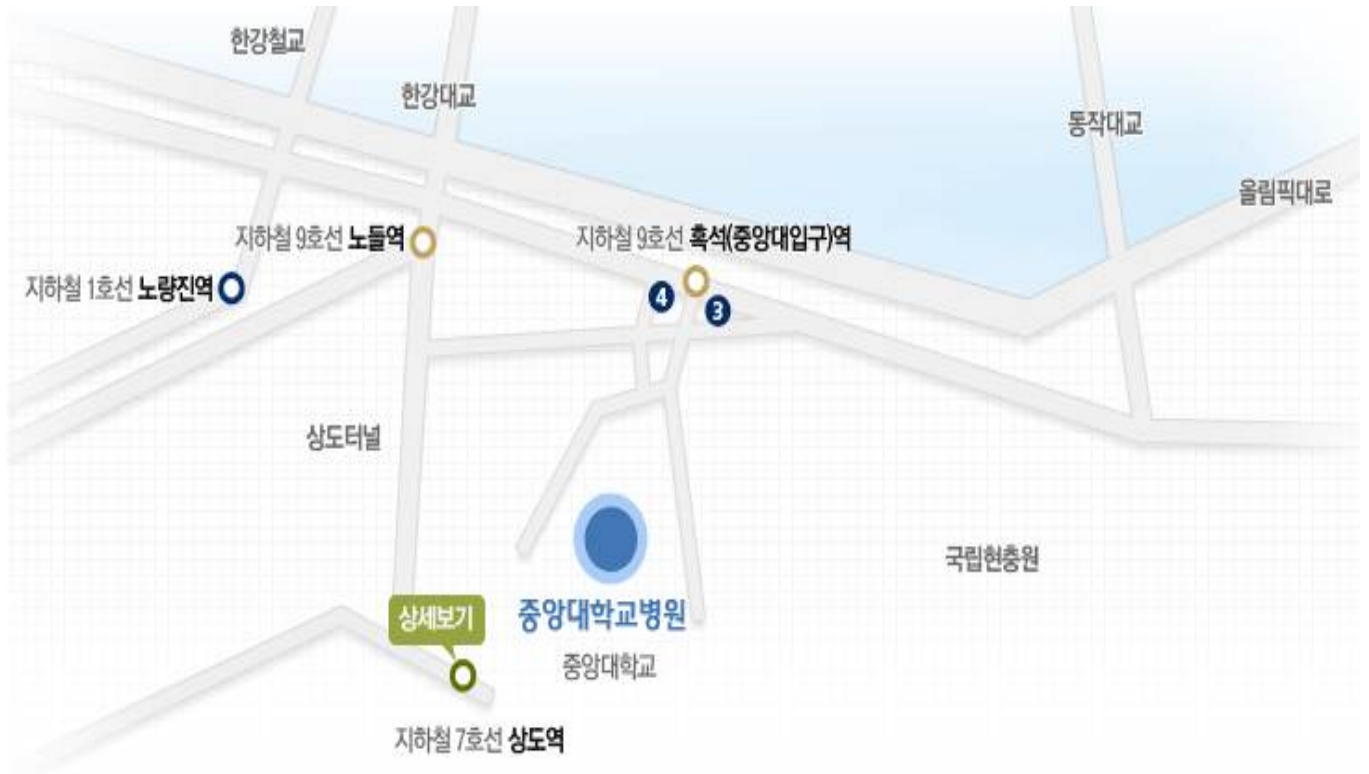 한강철교
한강대교
동작대교
올림픽대로
지하철 9호선 노들역
지하철 9호선 흑석(중앙대입구)역
지하철 1호선 노량진역
4
3
상도터널
국립현충원
상세보기
중앙대학교병원
중앙대학교
지하철 7호선 상도역